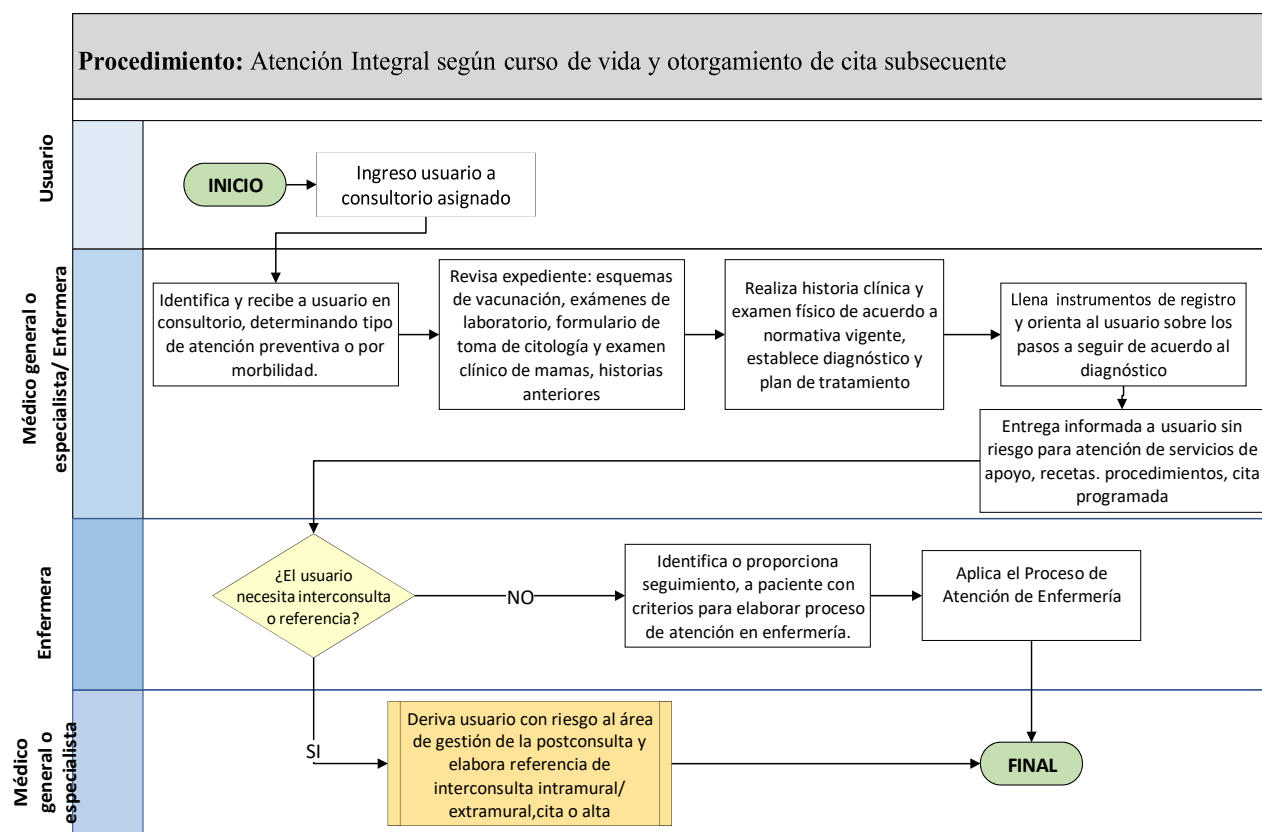 Procedimiento: Atención Integral según curso de vida y otorgamiento de cita subsecuente
Usuario
INICIO
Ingreso usuario a
consultorio asignado
Médico general o
especialista/ Enfermera
Identifica y recibe a usuario en
consultorio, determinando tipo
de atención preventiva o por
morbilidad.
Revisa expediente: esquemas
de vacunación, exámenes de
laboratorio, formulario de
toma de citología y examen
clínico de mamas, historias
anteriores
Realiza historia clínica y
examen físico de acuerdo a
normativa vigente,
establece diagnóstico y
plan de tratamiento
Llena instrumentos de registro
y orienta al usuario sobre los
pasos a seguir de acuerdo al
diagnóstico
Entrega informada a usuario sin
riesgo para atención de servicios de
apoyo, recetas. procedimientos, cita
programada
Enfermera
¿El usuario
necesita interconsulta
o referencia?
NO
Identifica o proporciona
seguimiento, a paciente con
criterios para elaborar proceso
de atención en enfermería.
Aplica el Proceso de
Atención de Enfermería
Médico
general o
especialista
SI
Deriva usuario con riesgo al área
de gestión de la postconsulta y
elabora referencia de
interconsulta intramural/
extramural,cita o alta
FINAL